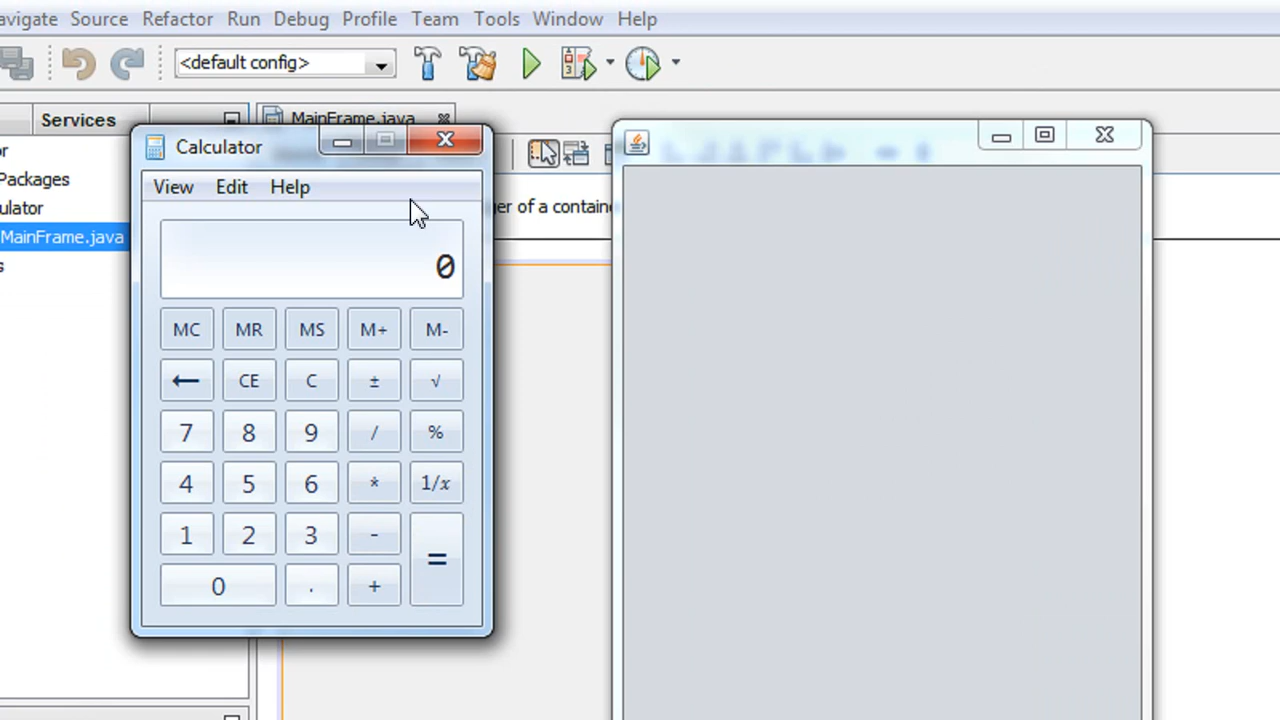 avigate Source Refactor Run Debug Profile Team Tools Window Help
<default config>
Services
MainFrame.java
Calculator
View Edit Help
0
MC MR MS M+ M-
← CE C ± √
7 8 9 / %
4 5 6 * 1/x
1 2 3 - =
0 . +
r
Packages
ulator
MainFrame.java
s
er of a containe